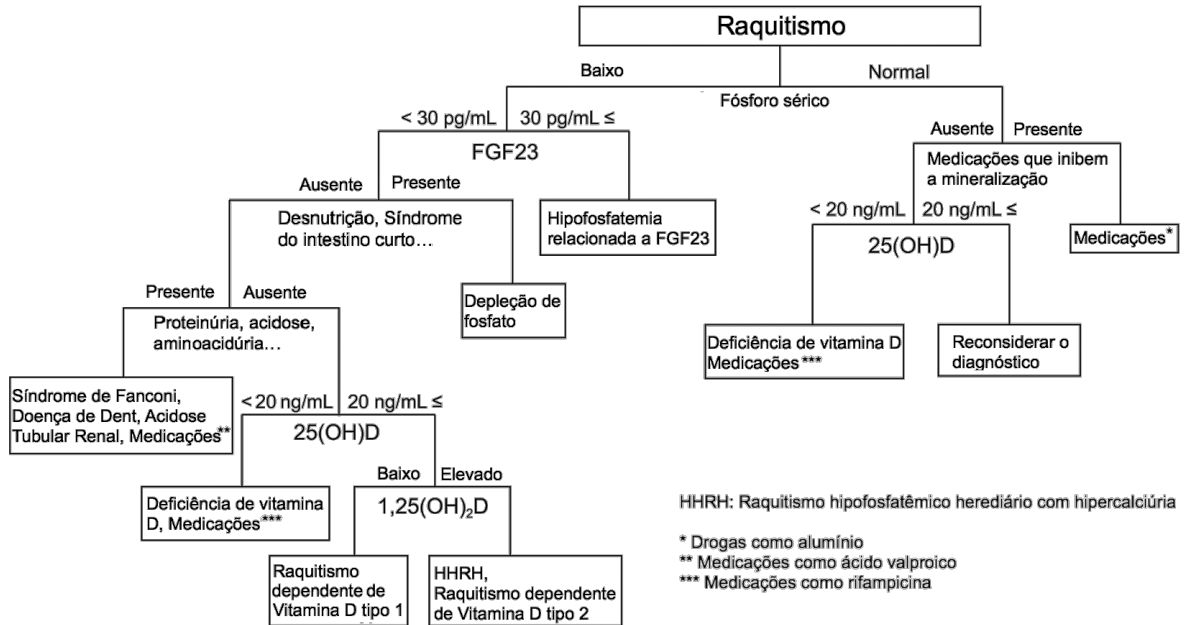 Raquitismo
Baixo
Normal
Fósforo sérico
< 30 pg/mL
30 pg/mL ≤
FGF23
Ausente
Presente
Medicações que inibem
a mineralização
Ausente
Presente
Desnutrição, Síndrome
do intestino curto…
Hipofosfatemia
relacionada a FGF23
< 20 ng/mL
20 ng/mL ≤
25(OH)D
Medicações*
Presente
Ausente
Proteinúria, acidose,
aminoacidúria…
Depleção de
fosfato
Deficiência de vitamina D
Medicações***
Reconsiderar o
diagnóstico
Síndrome de Fanconi,
Doença de Dent, Acidose
Tubular Renal, Medicações**
<20 ng/mL
20 ng/mL ≤
25(OH)D
Deficiência de vitamina
D, Medicações***
Baixo
Elevado
1,25(OH)₂D
Raquitismo
dependente de
Vitamina D tipo 1
HHRH,
Raquitismo dependente
de Vitamina D tipo 2
HHRH: Raquitismo hipofosfatêmico herediário com hipercalciúria
* Drogas como alumínio
** Medicações como ácido valproico
*** Medicações como rifampicina